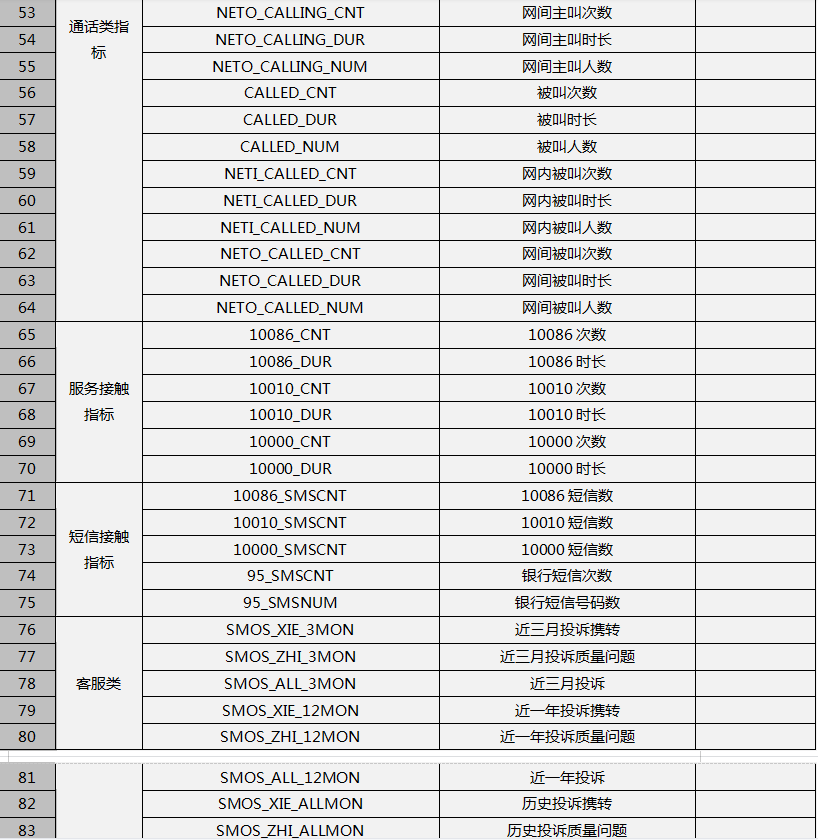 53 通话类指标 NETO_CALLING_CNT 网间主叫次数
54 NETO_CALLING_DUR 网间主叫时长
55 NETO_CALLING_NUM 网间主叫人数
56 CALLED_CNT 被叫次数
57 CALLED_DUR 被叫时长
58 CALLED_NUM 被叫人数
59 NETI_CALLED_CNT 网内被叫次数
60 NETI_CALLED_DUR 网内被叫时长
61 NETI_CALLED_NUM 网内被叫人数
62 NETO_CALLED_CNT 网间被叫次数
63 NETO_CALLED_DUR 网间被叫时长
64 NETO_CALLED_NUM 网间被叫人数
65 服务接触指标 10086_CNT 10086 次数
66 10086_DUR 10086 时长
67 10010_CNT 10010 次数
68 10010_DUR 10010 时长
69 10000_CNT 10000 次数
70 10000_DUR 10000 时长
71 短信接触指标 10086_SMSCNT 10086 短信数
72 10010_SMSCNT 10010 短信数
73 10000_SMSCNT 10000 短信数
74 95_SMSCNT 银行短信次数
75 95_SMSNUM 银行短信号码数
76 客服类 SMOS_XIE_3MON 近三月投诉携转
77 SMOS_ZHI_3MON 近三月投诉质量问题
78 SMOS_ALL_3MON 近三月投诉
79 SMOS_XIE_12MON 近一年投诉携转
80 SMOS_ZHI_12MON 近一年投诉质量问题
81 SMOS_ALL_12MON 近一年投诉
82 SMOS_XIE_ALLMON 历史投诉携转
83 SMOS_ZHI_ALLMON 历史投诉质量问题